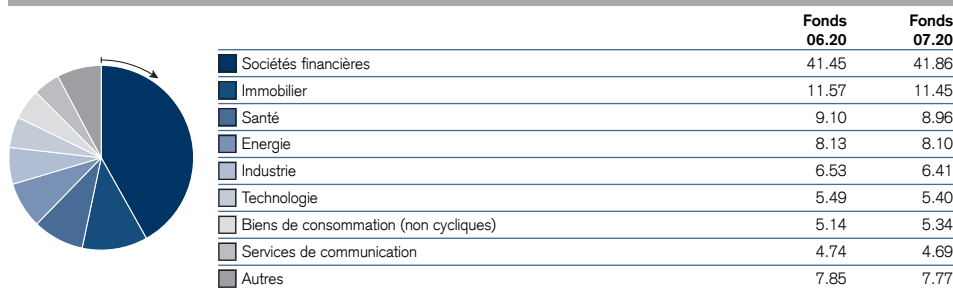 Fonds Fonds
06.20 07.20
Sociétés financières 41.45 41.86
Immobilier 11.57 11.45
Santé 9.10 8.96
Energie 8.13 8.10
Industrie 6.53 6.41
Technologie 5.49 5.40
Biens de consommation (non cycliques) 5.14 5.34
Services de communication 4.74 4.69
Autres 7.85 7.77